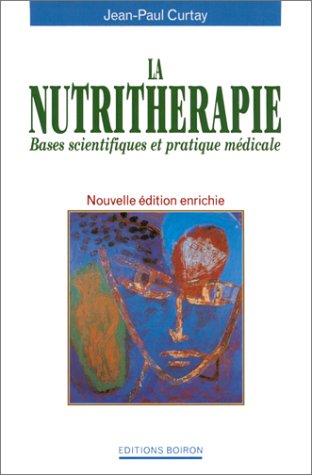 Jean-Paul Curtay
LA
NUTRITHERAPIE
Bases scientifiques et pratique médicale
Nouvelle édition enrichie
EDITIONS BOIRON